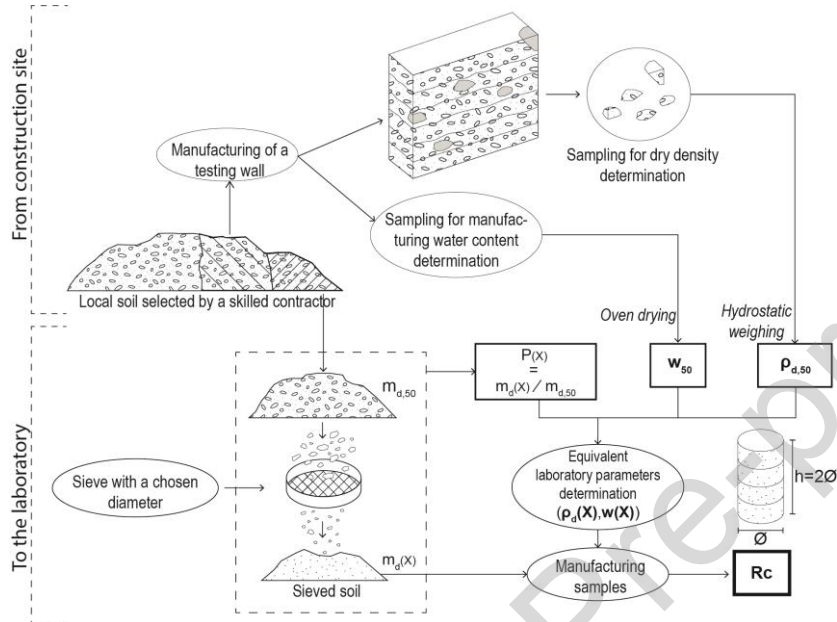 From construction site
Manufacturing of a
testing wall
Sampling for dry density
determination
Sampling for manufac-
turing water content
determination
Local soil selected by a skilled contractor
Oven drying
Hydrostatic
weighing
To the laboratory
m_d,50
P(X)
=
m_d(X) / m_d,50
w_50
ρ_d,50
Sieve with a chosen
diameter
Equivalent
laboratory parameters
determination
(ρ_d(X),w(X))
h=2Ø
Ø
m_d(X)
Sieved soil
Manufacturing
samples
Rc
Pre-p